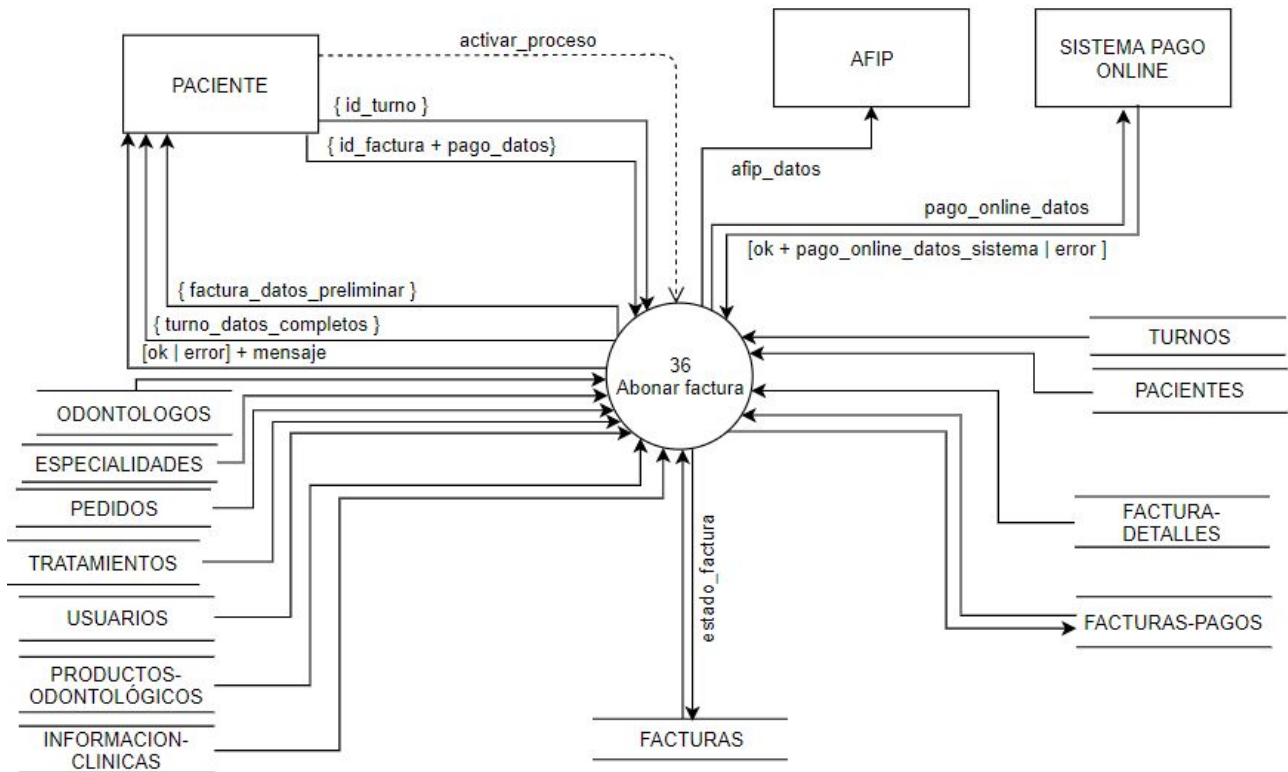 activar_proceso
PACIENTE
AFIP
SISTEMA PAGO
ONLINE
{ id_turno }
{ id_factura + pago_datos}
afip_datos
pago_online_datos
[ok + pago_online_datos_sistema | error ]
{ factura_datos_preliminar }
{ turno_datos_completos }
[ok | error] + mensaje
36
Abonar factura
TURNOS
PACIENTES
ODONTOLOGOS
ESPECIALIDADES
PEDIDOS
TRATAMIENTOS
USUARIOS
PRODUCTOS-
ODONTOLÓGICOS
INFORMACION-
CLINICAS
estado_factura
FACTURAS
FACTURA-
DETALLES
FACTURAS-PAGOS